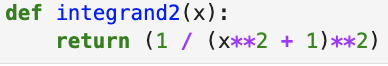 def integrand2(x):
    return (1 / (x**2 + 1)**2)